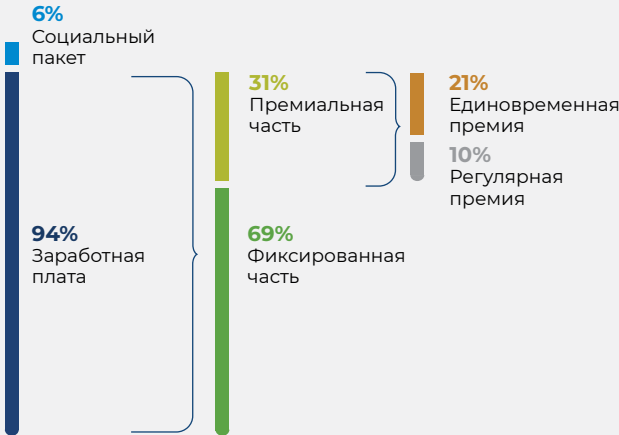 6%
Социальный
пакет
94%
Заработная
плата
31%
Премиальная
часть
69%
Фиксированная
часть
21%
Единовременная
премия
10%
Регулярная
премия